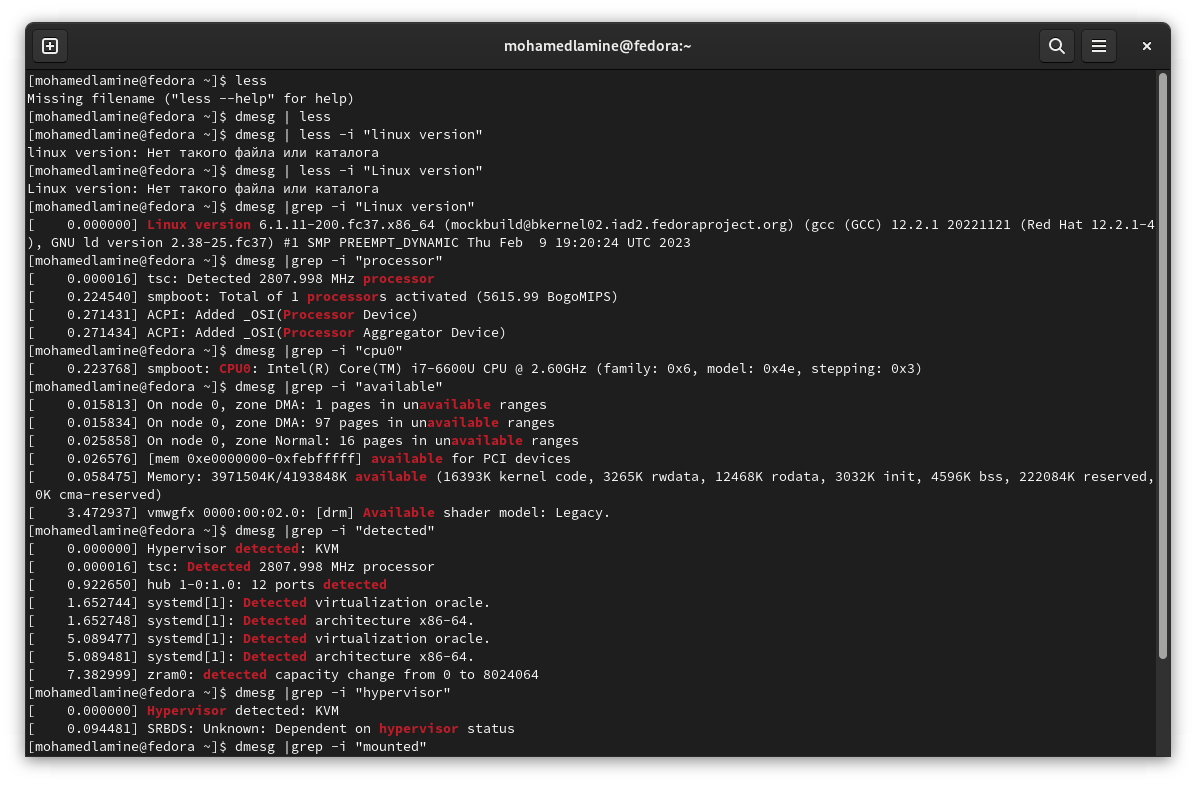 mohamedlamine@fedora:~
[mohamedlamine@fedora ~]$ less
Missing filename ("less --help" for help)
[mohamedlamine@fedora ~]$ dmesg | less
[mohamedlamine@fedora ~]$ dmesg | less -i "linux version"
linux version: Нет такого файла или каталога
[mohamedlamine@fedora ~]$ dmesg | less -i "Linux version"
Linux version: Нет такого файла или каталога
[mohamedlamine@fedora ~]$ dmesg |grep -i "Linux version"
[    0.000000] Linux version 6.1.11-200.fc37.x86_64 (mockbuild@bkernel02.iad2.fedoraproject.org) (gcc (GCC) 12.2.1 20221121 (Red Hat 12.2.1-4
), GNU ld version 2.38-25.fc37) #1 SMP PREEMPT_DYNAMIC Thu Feb  9 19:20:24 UTC 2023
[mohamedlamine@fedora ~]$ dmesg |grep -i "processor"
[    0.000016] tsc: Detected 2807.998 MHz processor
[    0.224540] smpboot: Total of 1 processors activated (5615.99 BogoMIPS)
[    0.271431] ACPI: Added _OSI(Processor Device)
[    0.271434] ACPI: Added _OSI(Processor Aggregator Device)
[mohamedlamine@fedora ~]$ dmesg |grep -i "cpu0"
[    0.223768] smpboot: CPU0: Intel(R) Core(TM) i7-6600U CPU @ 2.60GHz (family: 0x6, model: 0x4e, stepping: 0x3)
[mohamedlamine@fedora ~]$ dmesg |grep -i "available"
[    0.015813] On node 0, zone DMA: 1 pages in unavailable ranges
[    0.015834] On node 0, zone DMA: 97 pages in unavailable ranges
[    0.025858] On node 0, zone Normal: 16 pages in unavailable ranges
[    0.026576] [mem 0xe0000000-0xfebfffff] available for PCI devices
[    0.058475] Memory: 3971504K/4193848K available (16393K kernel code, 3265K rwdata, 12468K rodata, 3032K init, 4596K bss, 222084K reserved,
 0K cma-reserved)
[    3.472937] vmwgfx 0000:00:02.0: [drm] Available shader model: Legacy.
[mohamedlamine@fedora ~]$ dmesg |grep -i "detected"
[    0.000000] Hypervisor detected: KVM
[    0.000016] tsc: Detected 2807.998 MHz processor
[    0.922650] hub 1-0:1.0: 12 ports detected
[    1.652744] systemd[1]: Detected virtualization oracle.
[    1.652748] systemd[1]: Detected architecture x86-64.
[    5.089477] systemd[1]: Detected virtualization oracle.
[    5.089481] systemd[1]: Detected architecture x86-64.
[    7.382999] zram0: detected capacity change from 0 to 8024064
[mohamedlamine@fedora ~]$ dmesg |grep -i "hypervisor"
[    0.000000] Hypervisor detected: KVM
[    0.094481] SRBDS: Unknown: Dependent on hypervisor status
[mohamedlamine@fedora ~]$ dmesg |grep -i "mounted"